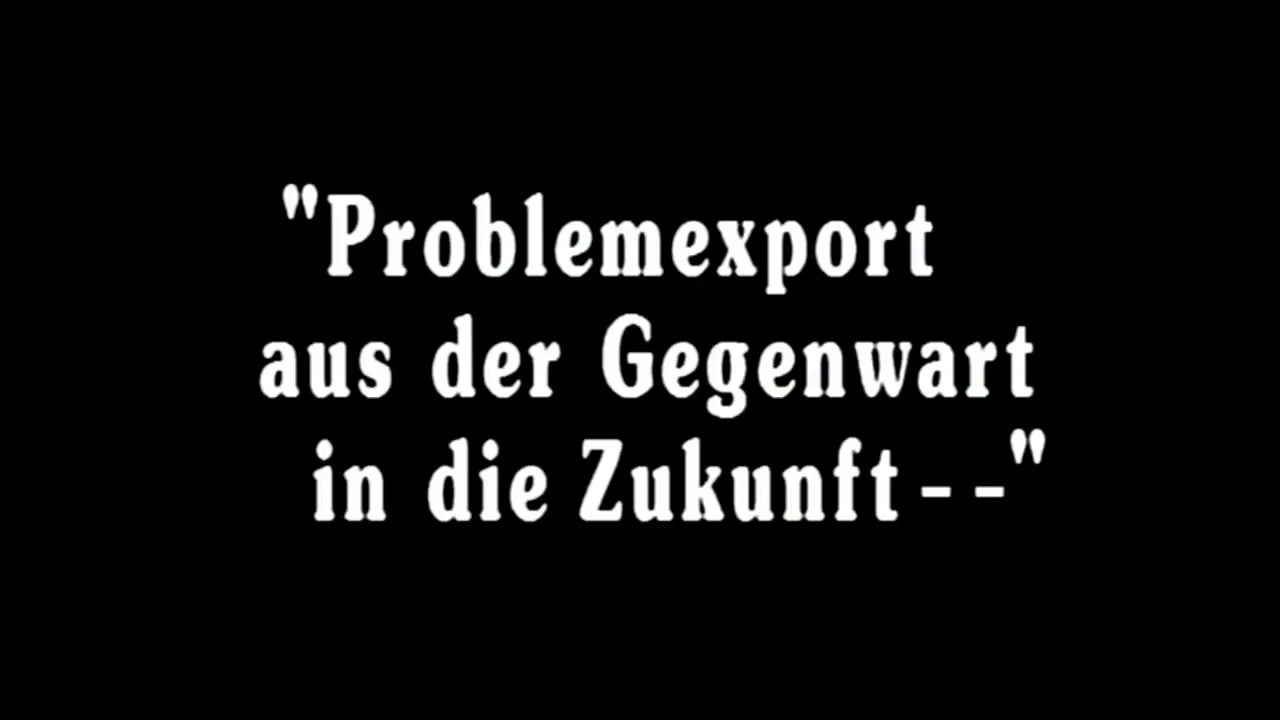 "Problemexport
aus der Gegenwart
in die Zukunft - -"